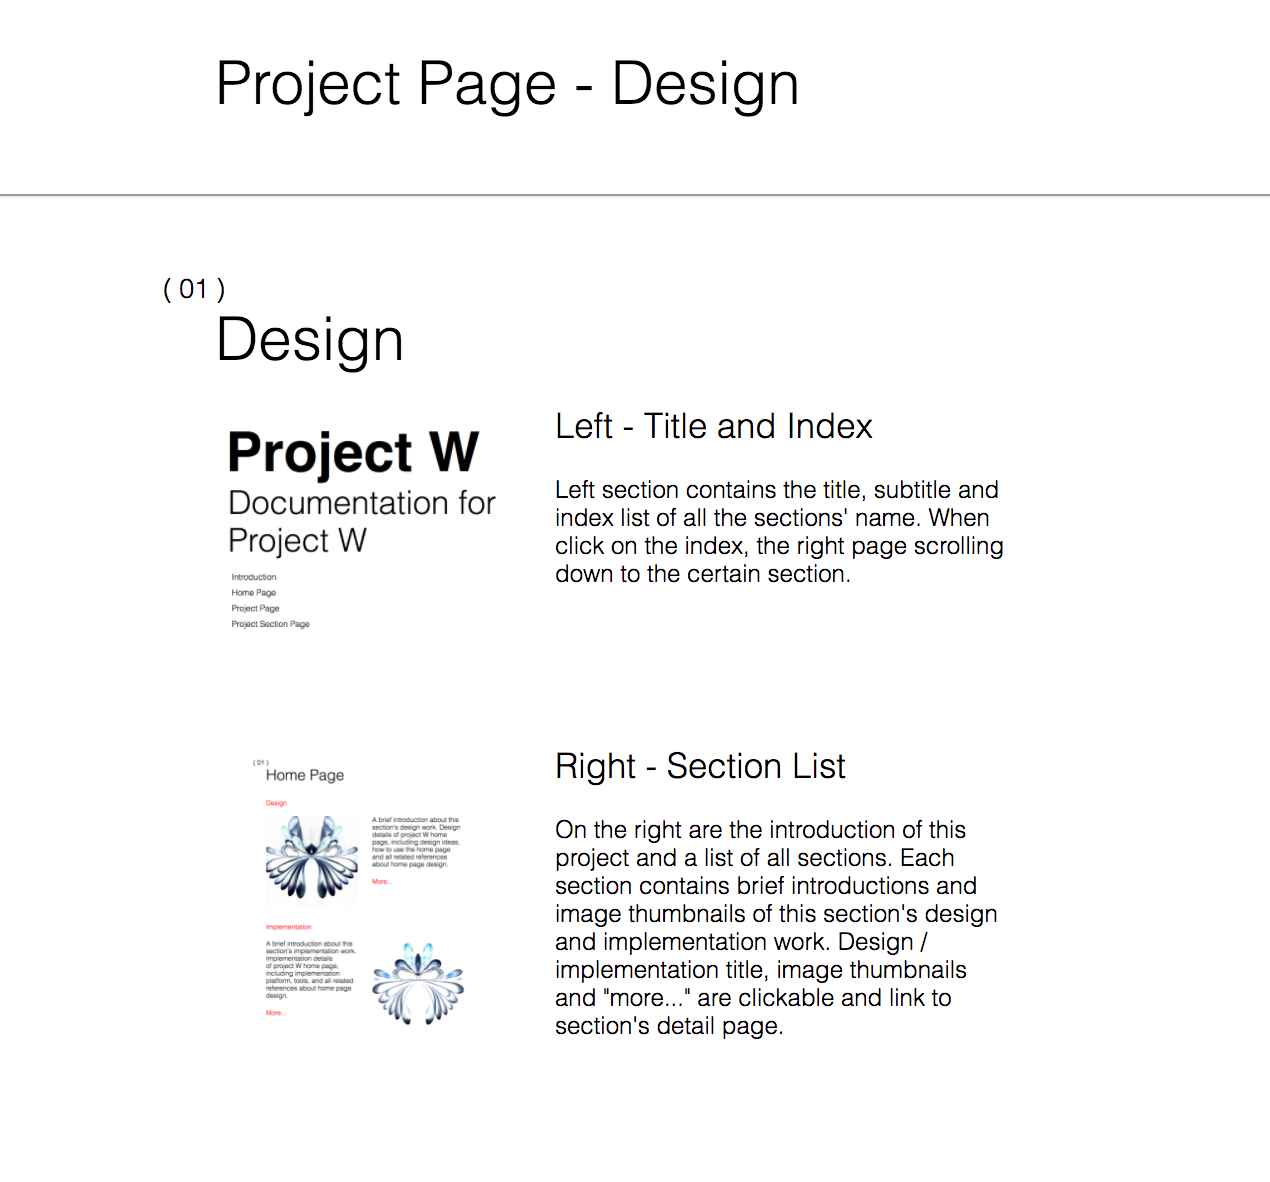 Project Page - Design
( 01 )
Design
Project W
Documentation for
Project W
Introduction
Home Page
Project Page
Project Section Page
Left - Title and Index
Left section contains the title, subtitle and
index list of all the sections' name. When
click on the index, the right page scrolling
down to the certain section.
( 01 )
Home Page
Design
A brief introduction about this
section's design work. Design
details of project W home
page, including design ideas,
how to use the home page
and all related references
about home page design.
More...
Implementation
A brief introduction about this
section's implementation work.
Implementation details
of project W home page,
including implementation
platform, tools, and all related
references about home page
design.
More...
Right - Section List
On the right are the introduction of this
project and a list of all sections. Each
section contains brief introductions and
image thumbnails of this section's design
and implementation work. Design /
implementation title, image thumbnails
and "more..." are clickable and link to
section's detail page.